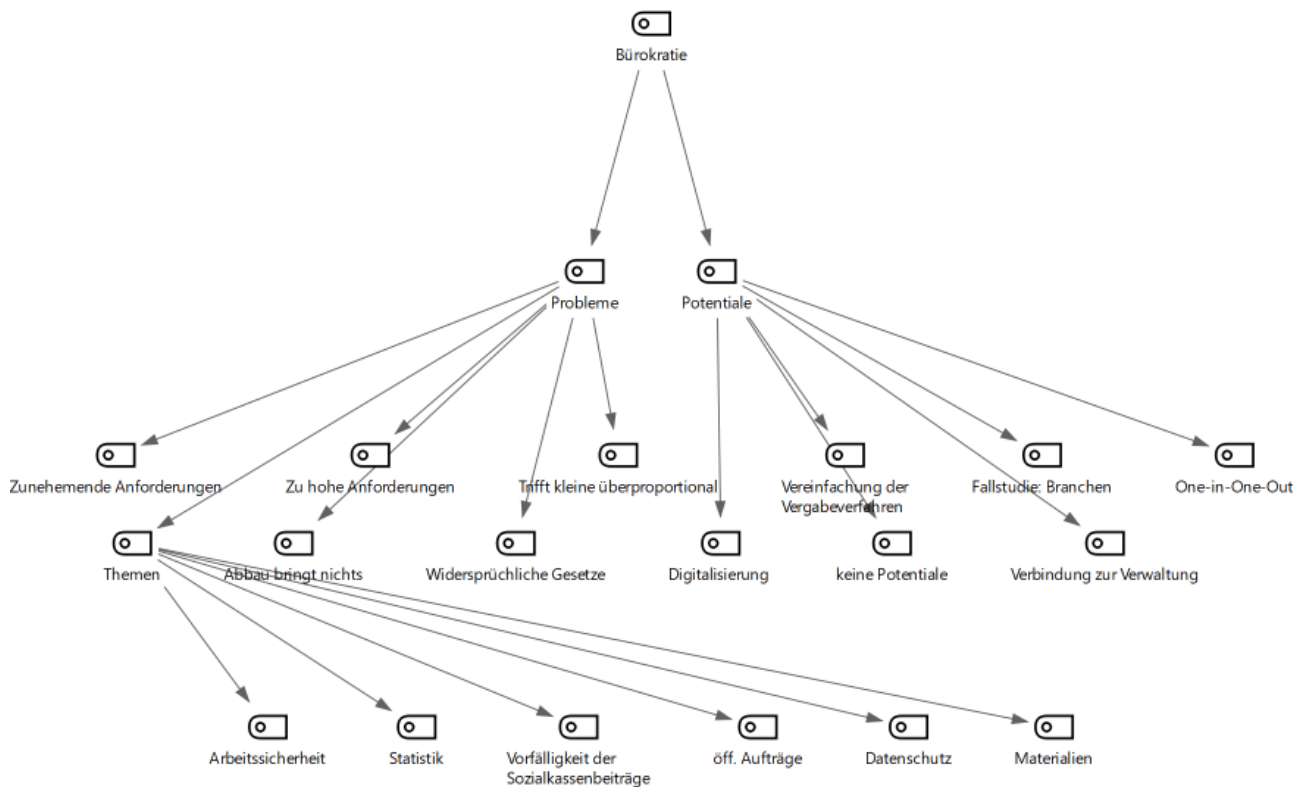 Bürokratie
Probleme
Potentiale
Zunehemende Anforderungen
Zu hohe Anforderungen
Trifft kleine überproportional
Vereinfachung der
Vergabeverfahren
Fallstudie: Branchen
One-in-One-Out
Themen
Abbau bringt nichts
Widersprüchliche Gesetze
Digitalisierung
keine Potentiale
Verbindung zur Verwaltung
Arbeitssicherheit
Statistik
Vorfälligkeit der
Sozialkassenbeiträge
öff. Aufträge
Datenschutz
Materialien